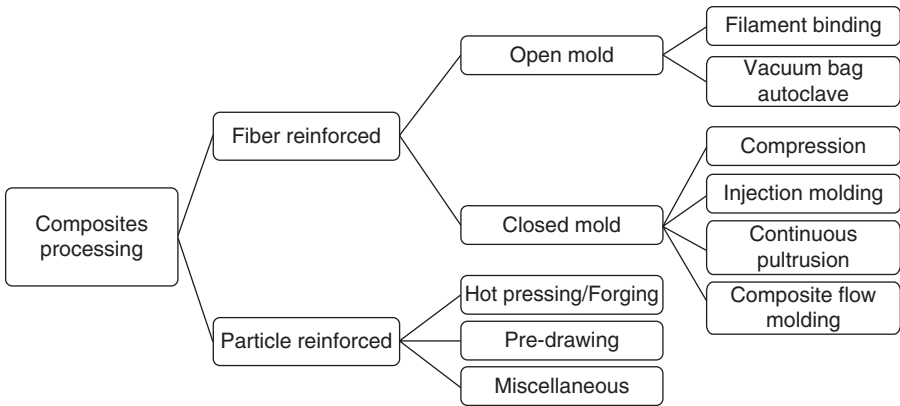 Composites
processing
Fiber reinforced
Particle reinforced
Open mold
Closed mold
Hot pressing/Forging
Pre-drawing
Miscellaneous
Filament binding
Vacuum bag
autoclave
Compression
Injection molding
Continuous
pultrusion
Composite flow
molding